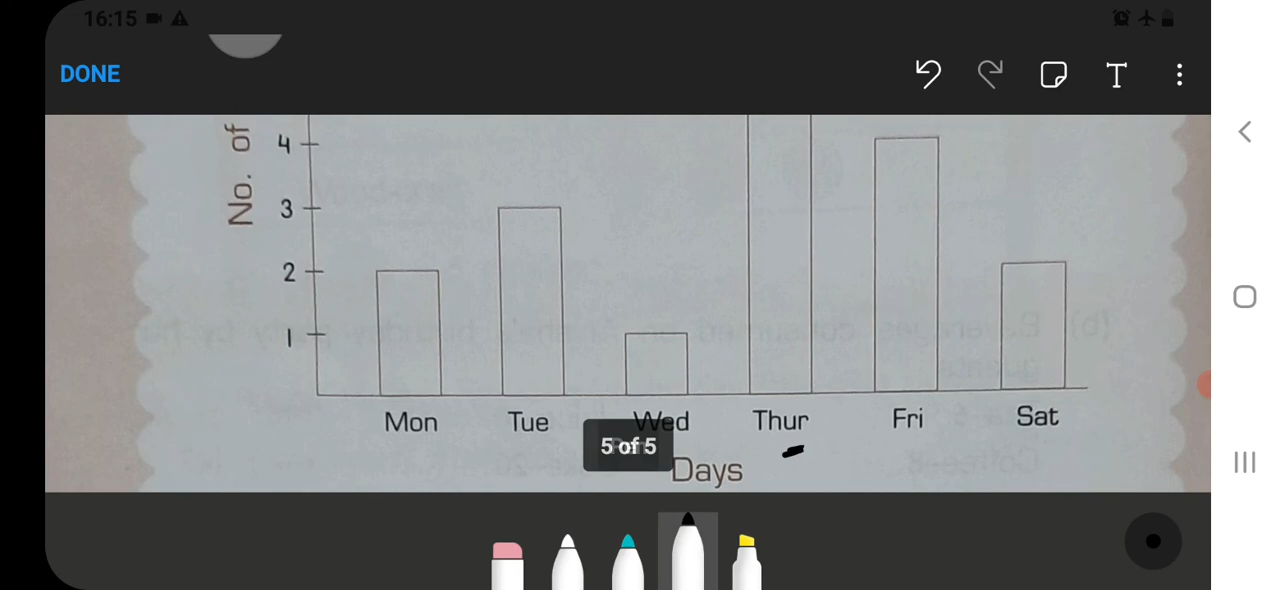 16:15
DONE
T
No. of
4
3
2
1
Mon Tue Wed Thur Fri Sat
5 of 5
Days